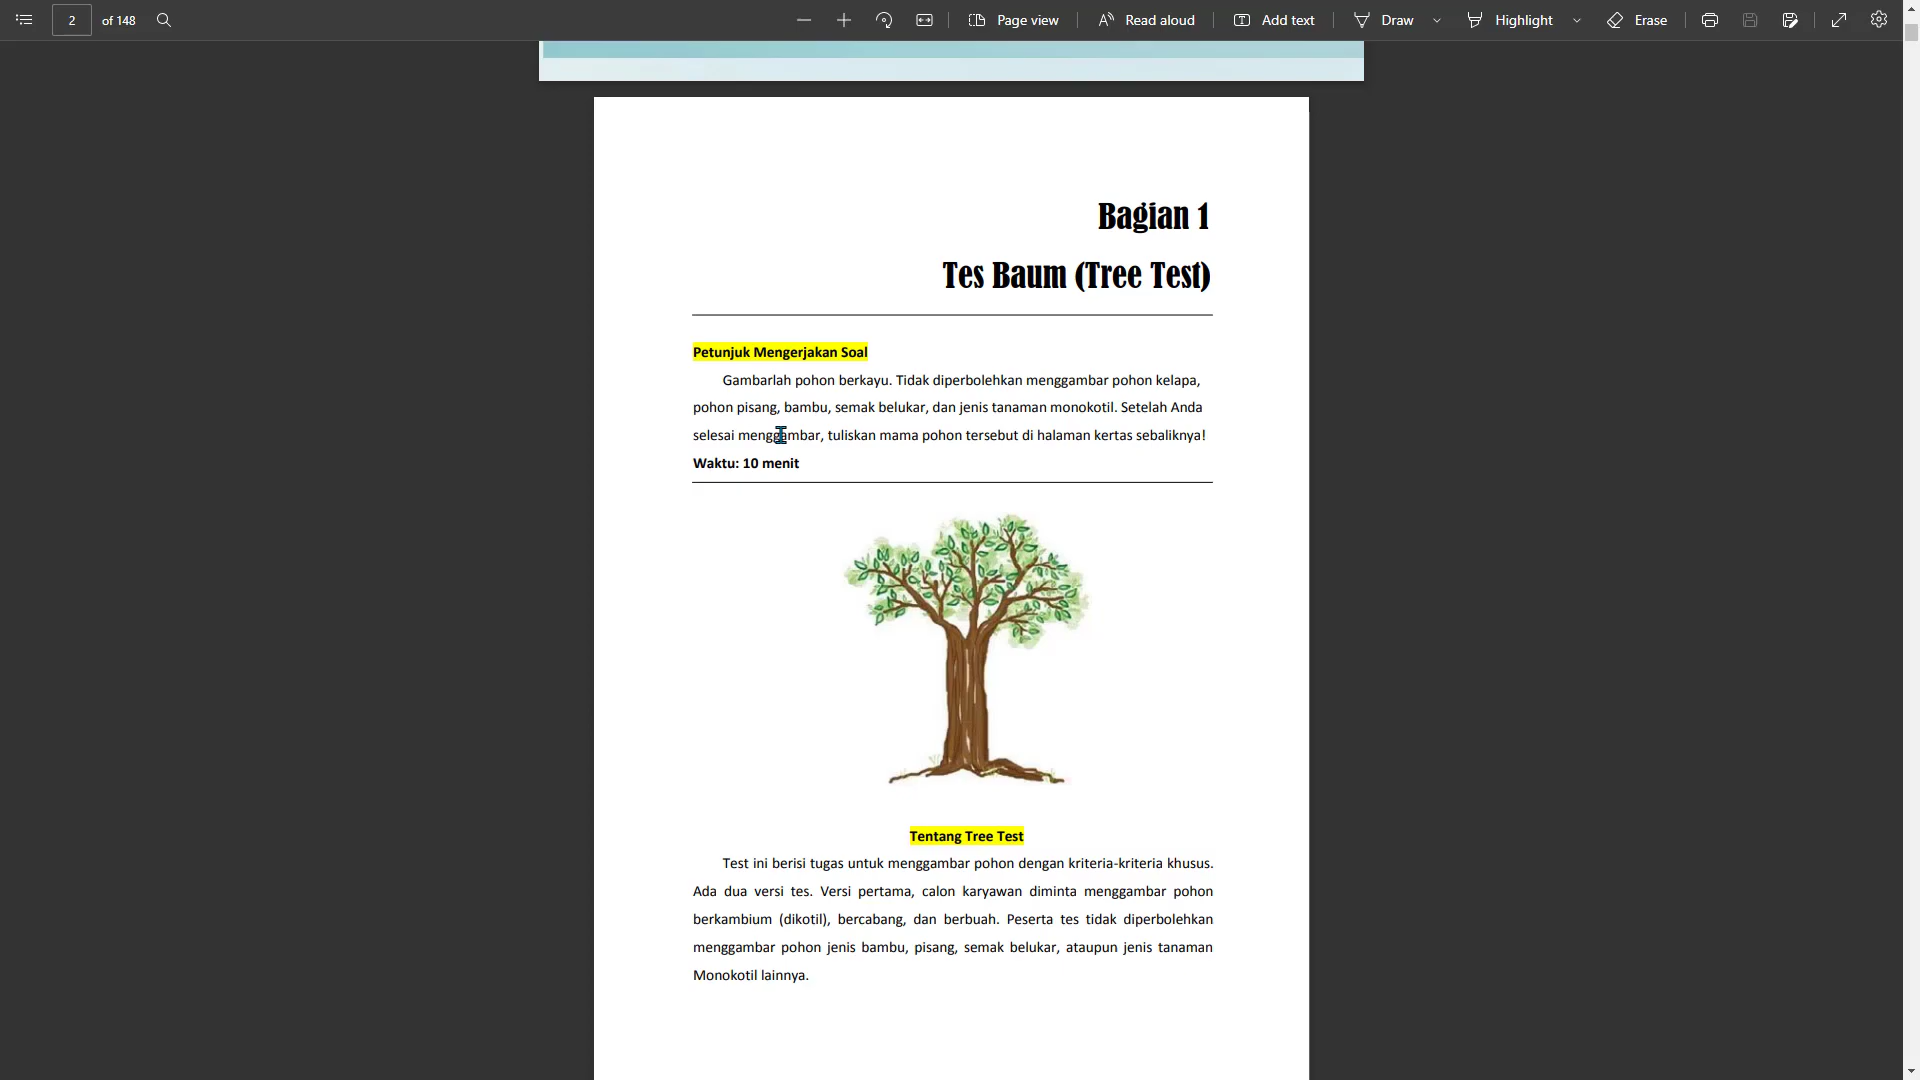 2 of 148 Page view Read aloud Add text Draw Highlight Erase
Bagian 1
Tes Baum (Tree Test)
Petunjuk Mengerjakan Soal
Gambarlah pohon berkayu. Tidak diperbolehkan menggambar pohon kelapa,
pohon pisang, bambu, semak belukar, dan jenis tanaman monokotil. Setelah Anda
selesai menggambar, tuliskan mama pohon tersebut di halaman kertas sebaliknya!
Waktu: 10 menit
Tentang Tree Test
Test ini berisi tugas untuk menggambar pohon dengan kriteria-kriteria khusus.
Ada dua versi tes. Versi pertama, calon karyawan diminta menggambar pohon
berkambium (dikotil), bercabang, dan berbuah. Peserta tes tidak diperbolehkan
menggambar pohon jenis bambu, pisang, semak belukar, ataupun jenis tanaman
Monokotil lainnya.